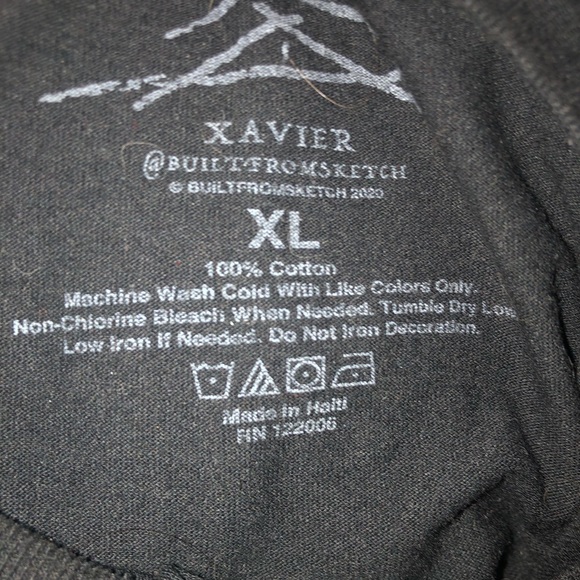 XAVIER
@BUILTFROMSKETCH
© BUILTFROMSKETCH 2020
XL
100% Cotton
Machine Wash Cold With Like Colors Only.
Non-Chlorine Bleach When Needed. Tumble Dry Low
Low Iron If Needed. Do Not Iron Decoration.
Made in Haiti
RN 122006